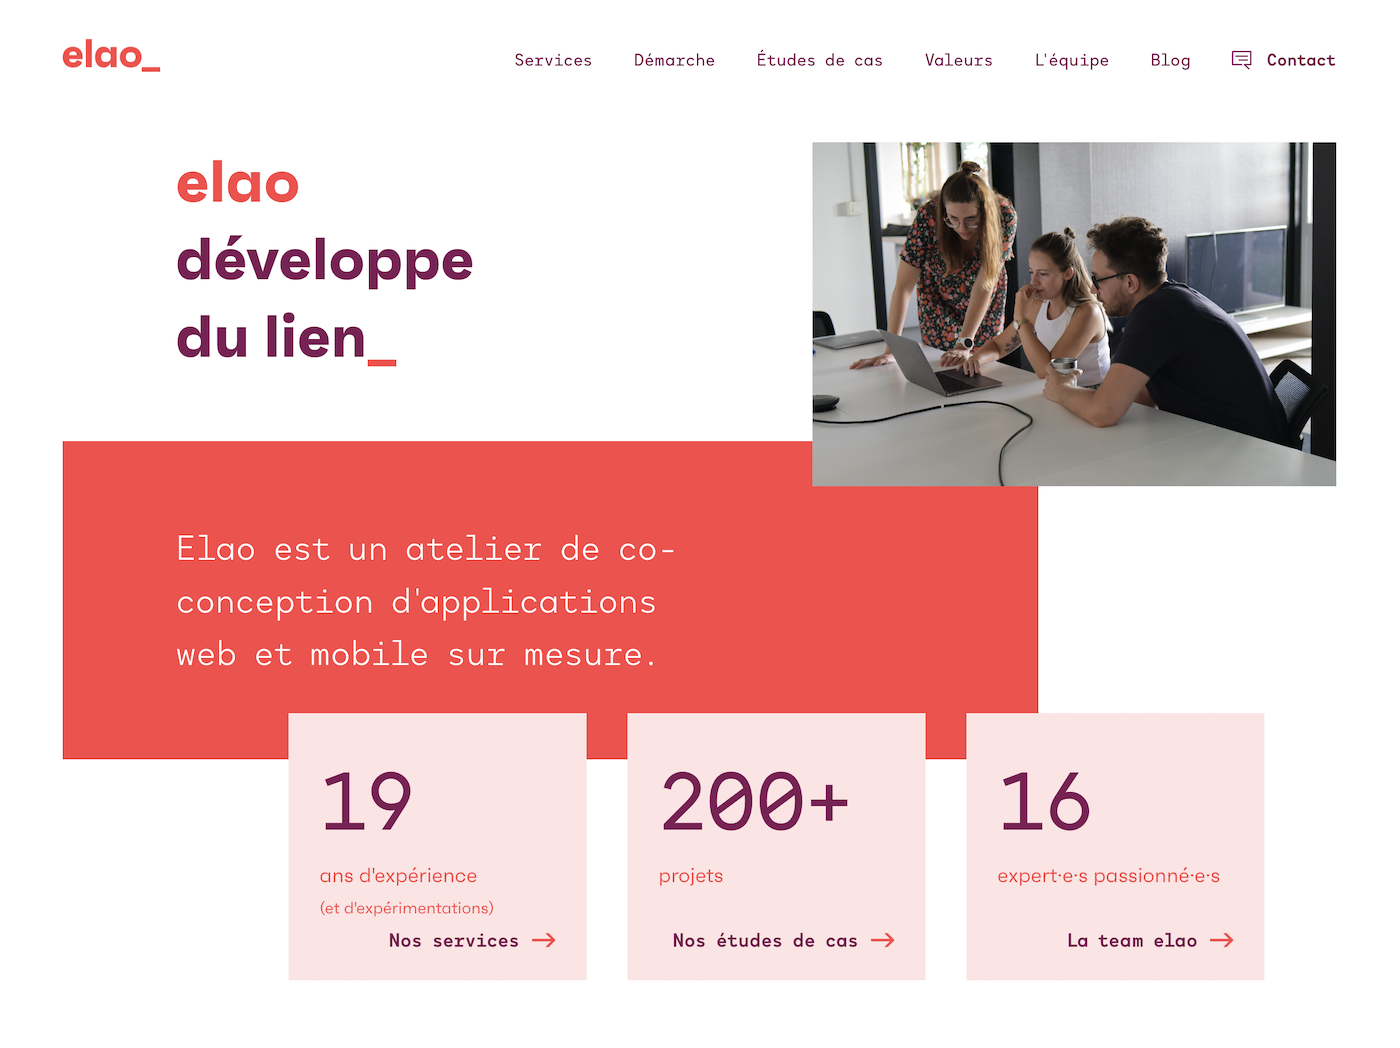 elao_
Services Démarche Études de cas Valeurs L'équipe Blog Contact
elao
développe
du lien_
Elao est un atelier de co-
conception d'applications
web et mobile sur mesure.
19
ans d'expérience
(et d'expérimentations)
Nos services
200+
projets
Nos études de cas
16
expert·e·s passionné·e·s
La team elao